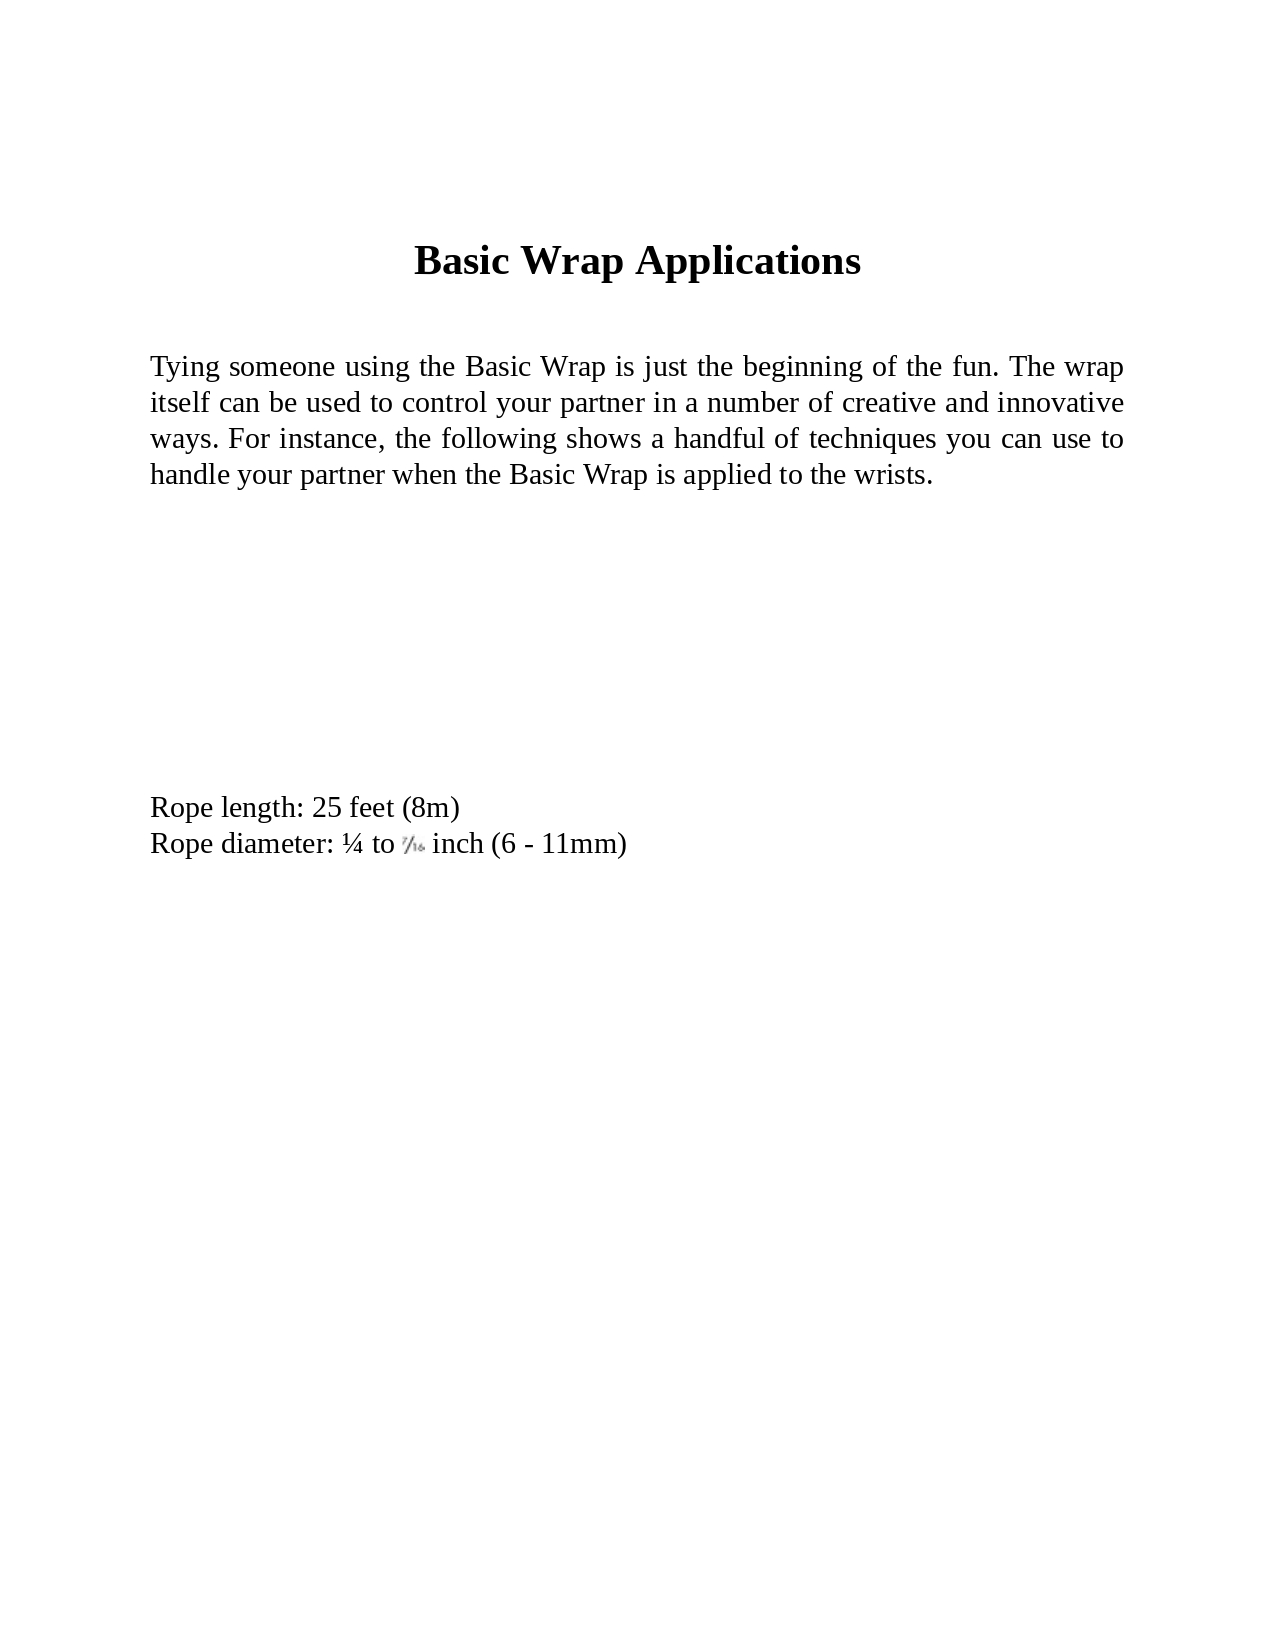 Basic Wrap Applications
Tying someone using the Basic Wrap is just the beginning of the fun. The wrap
itself can be used to control your partner in a number of creative and innovative
ways. For instance, the following shows a handful of techniques you can use to
handle your partner when the Basic Wrap is applied to the wrists.
Rope length: 25 feet (8m)
Rope diameter: ¼ to 7/16 inch (6 - 11mm)